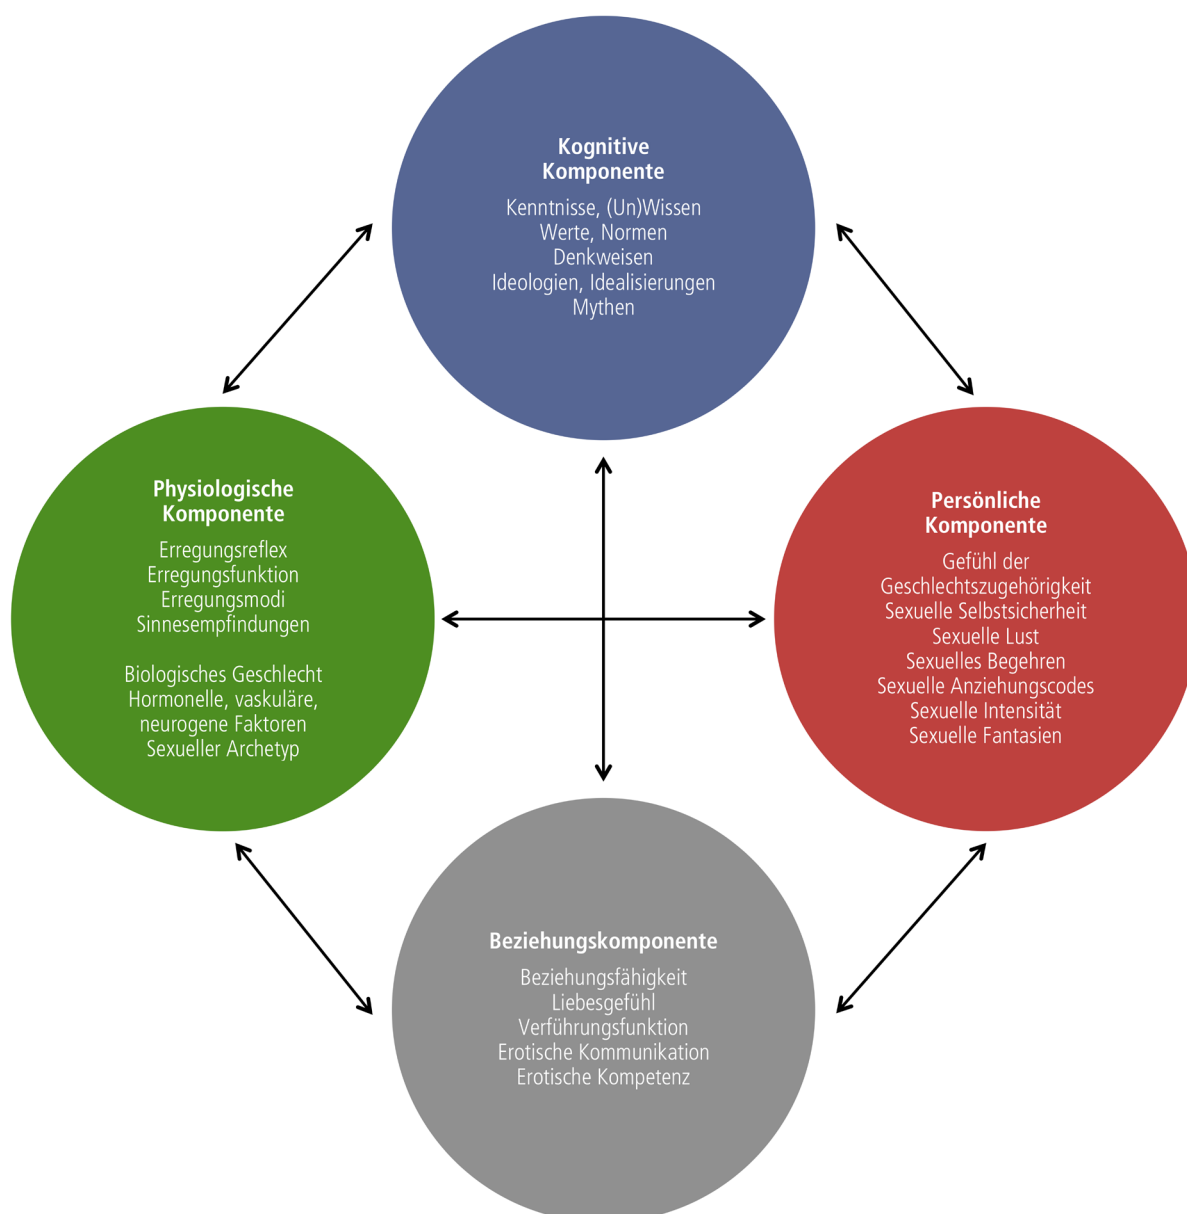 Kognitive
Komponente
Kenntnisse, (Un)Wissen
Werte, Normen
Denkweisen
Ideologien, Idealisierungen
Mythen
Physiologische
Komponente
Erregungsreflex
Erregungsfunktion
Erregungsmodi
Sinnesempfindungen
Biologisches Geschlecht
Hormonelle, vaskuläre,
neurogene Faktoren
Sexueller Archetyp
Persönliche
Komponente
Gefühl der
Geschlechtszugehörigkeit
Sexuelle Selbstsicherheit
Sexuelle Lust
Sexuelles Begehren
Sexuelle Anziehungscodes
Sexuelle Intensität
Sexuelle Fantasien
Beziehungskomponente
Beziehungsfähigkeit
Liebesgefühl
Verführungsfunktion
Erotische Kommunikation
Erotische Kompetenz